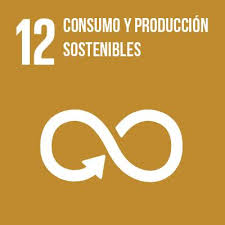 12 CONSUMO Y PRODUCCIÓN
SOSTENIBLES